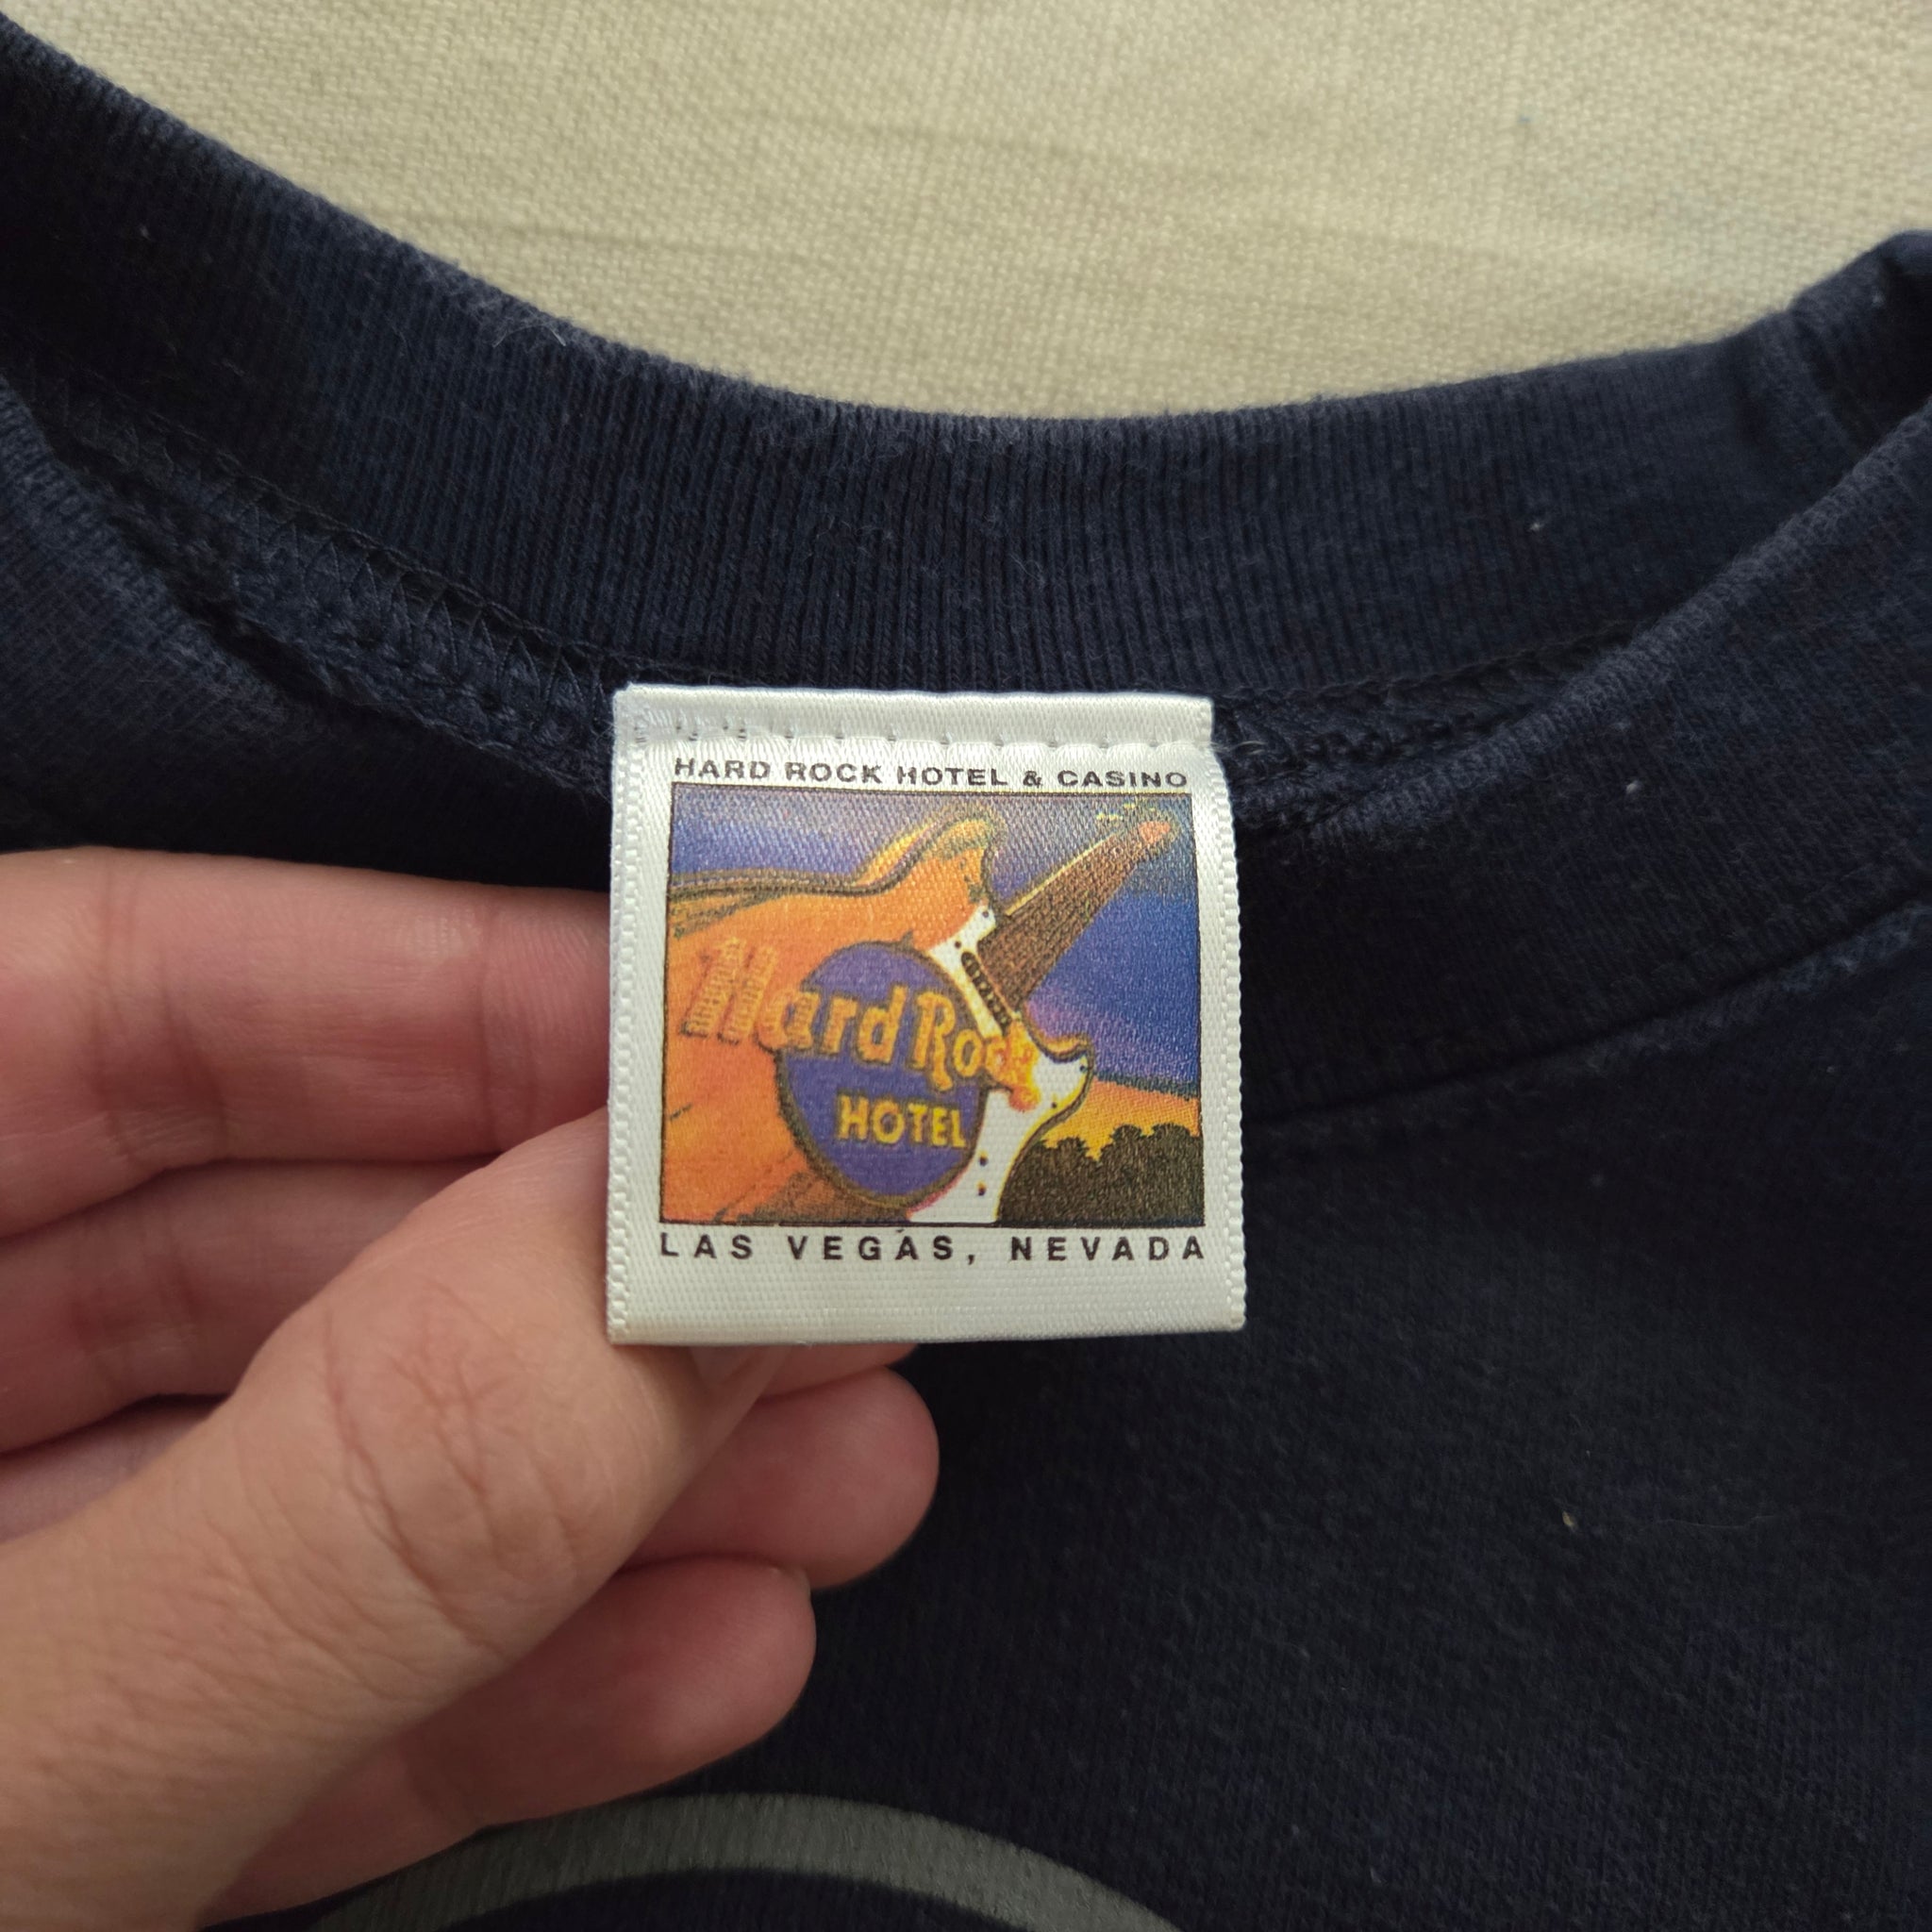 HARD ROCK HOTEL & CASINO
Hard Rock
HOTEL
LAS VEGAS, NEVADA